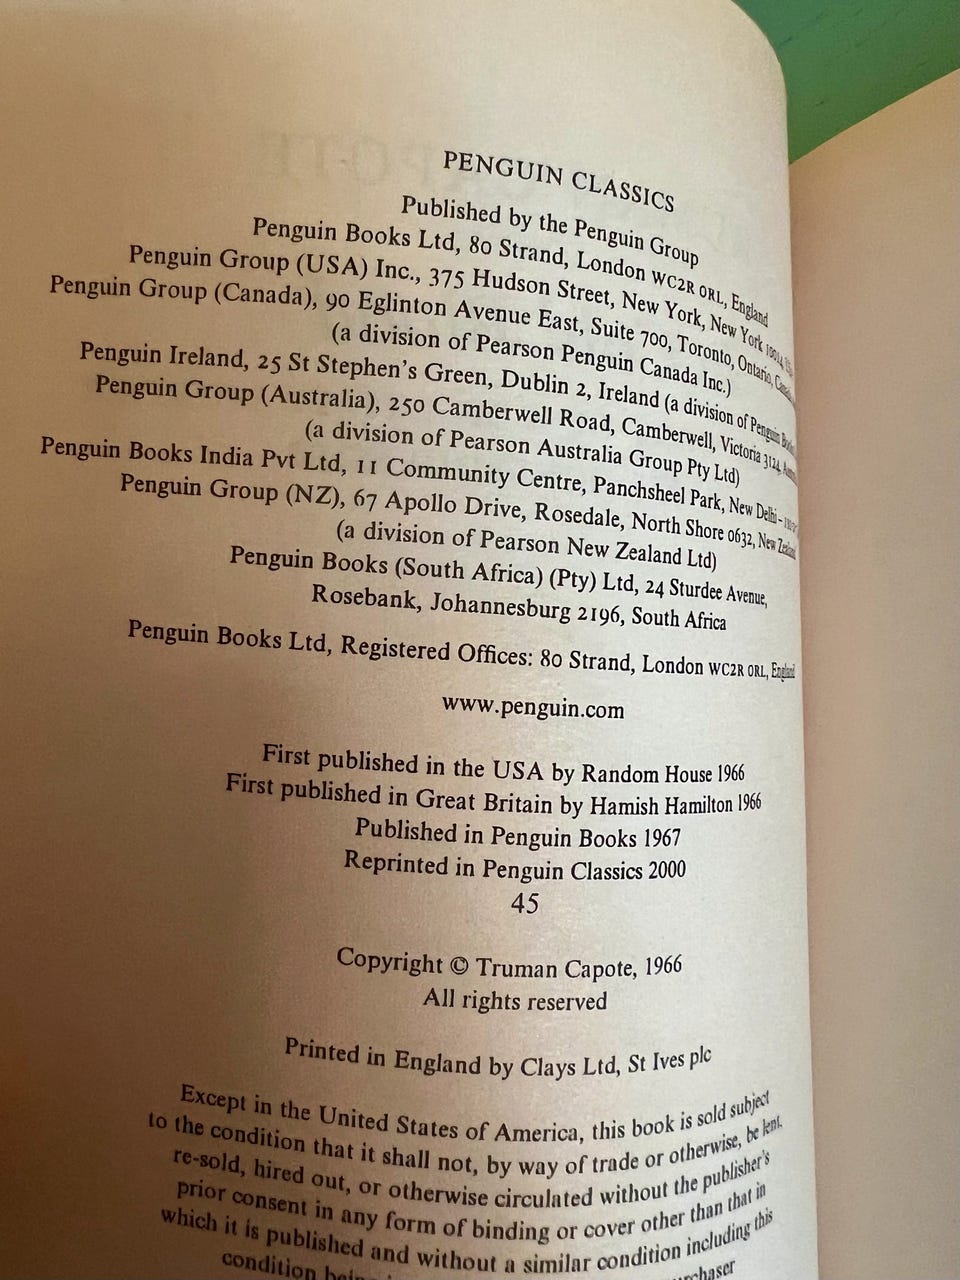 PENGUIN CLASSICS
Published by the Penguin Group
Penguin Books Ltd, 80 Strand, London WC2R ORL, England
Penguin Group (USA) Inc., 375 Hudson Street, New York, New York 10014,
Penguin Group (Canada), 90 Eglinton Avenue East, Suite 700, Toronto, Ontario,
(a division of Pearson Penguin Canada Inc.)
Penguin Ireland, 25 St Stephen's Green, Dublin 2, Ireland (a division of Penguin
Penguin Group (Australia), 250 Camberwell Road, Camberwell, Victoria 3124,
(a division of Pearson Australia Group Pty Ltd)
Penguin Books India Pvt Ltd, 11 Community Centre, Panchsheel Park, New Delhi –
Penguin Group (NZ), 67 Apollo Drive, Rosedale, North Shore 0632, New Zealand
(a division of Pearson New Zealand Ltd)
Penguin Books (South Africa) (Pty) Ltd, 24 Sturdee Avenue,
Rosebank, Johannesburg 2196, South Africa
Penguin Books Ltd, Registered Offices: 80 Strand, London WC2R ORL, England
www.penguin.com
First published in the USA by Random House 1966
First published in Great Britain by Hamish Hamilton 1966
Published in Penguin Books 1967
Reprinted in Penguin Classics 2000
45
Copyright © Truman Capote, 1966
All rights reserved
Printed in England by Clays Ltd, St Ives plc
Except in the United States of America, this book is sold subject
to the condition that it shall not, by way of trade or otherwise, be lent,
re-sold, hired out, or otherwise circulated without the publisher's
prior consent in any form of binding or cover other than that in
which it is published and without a similar condition including this
condition